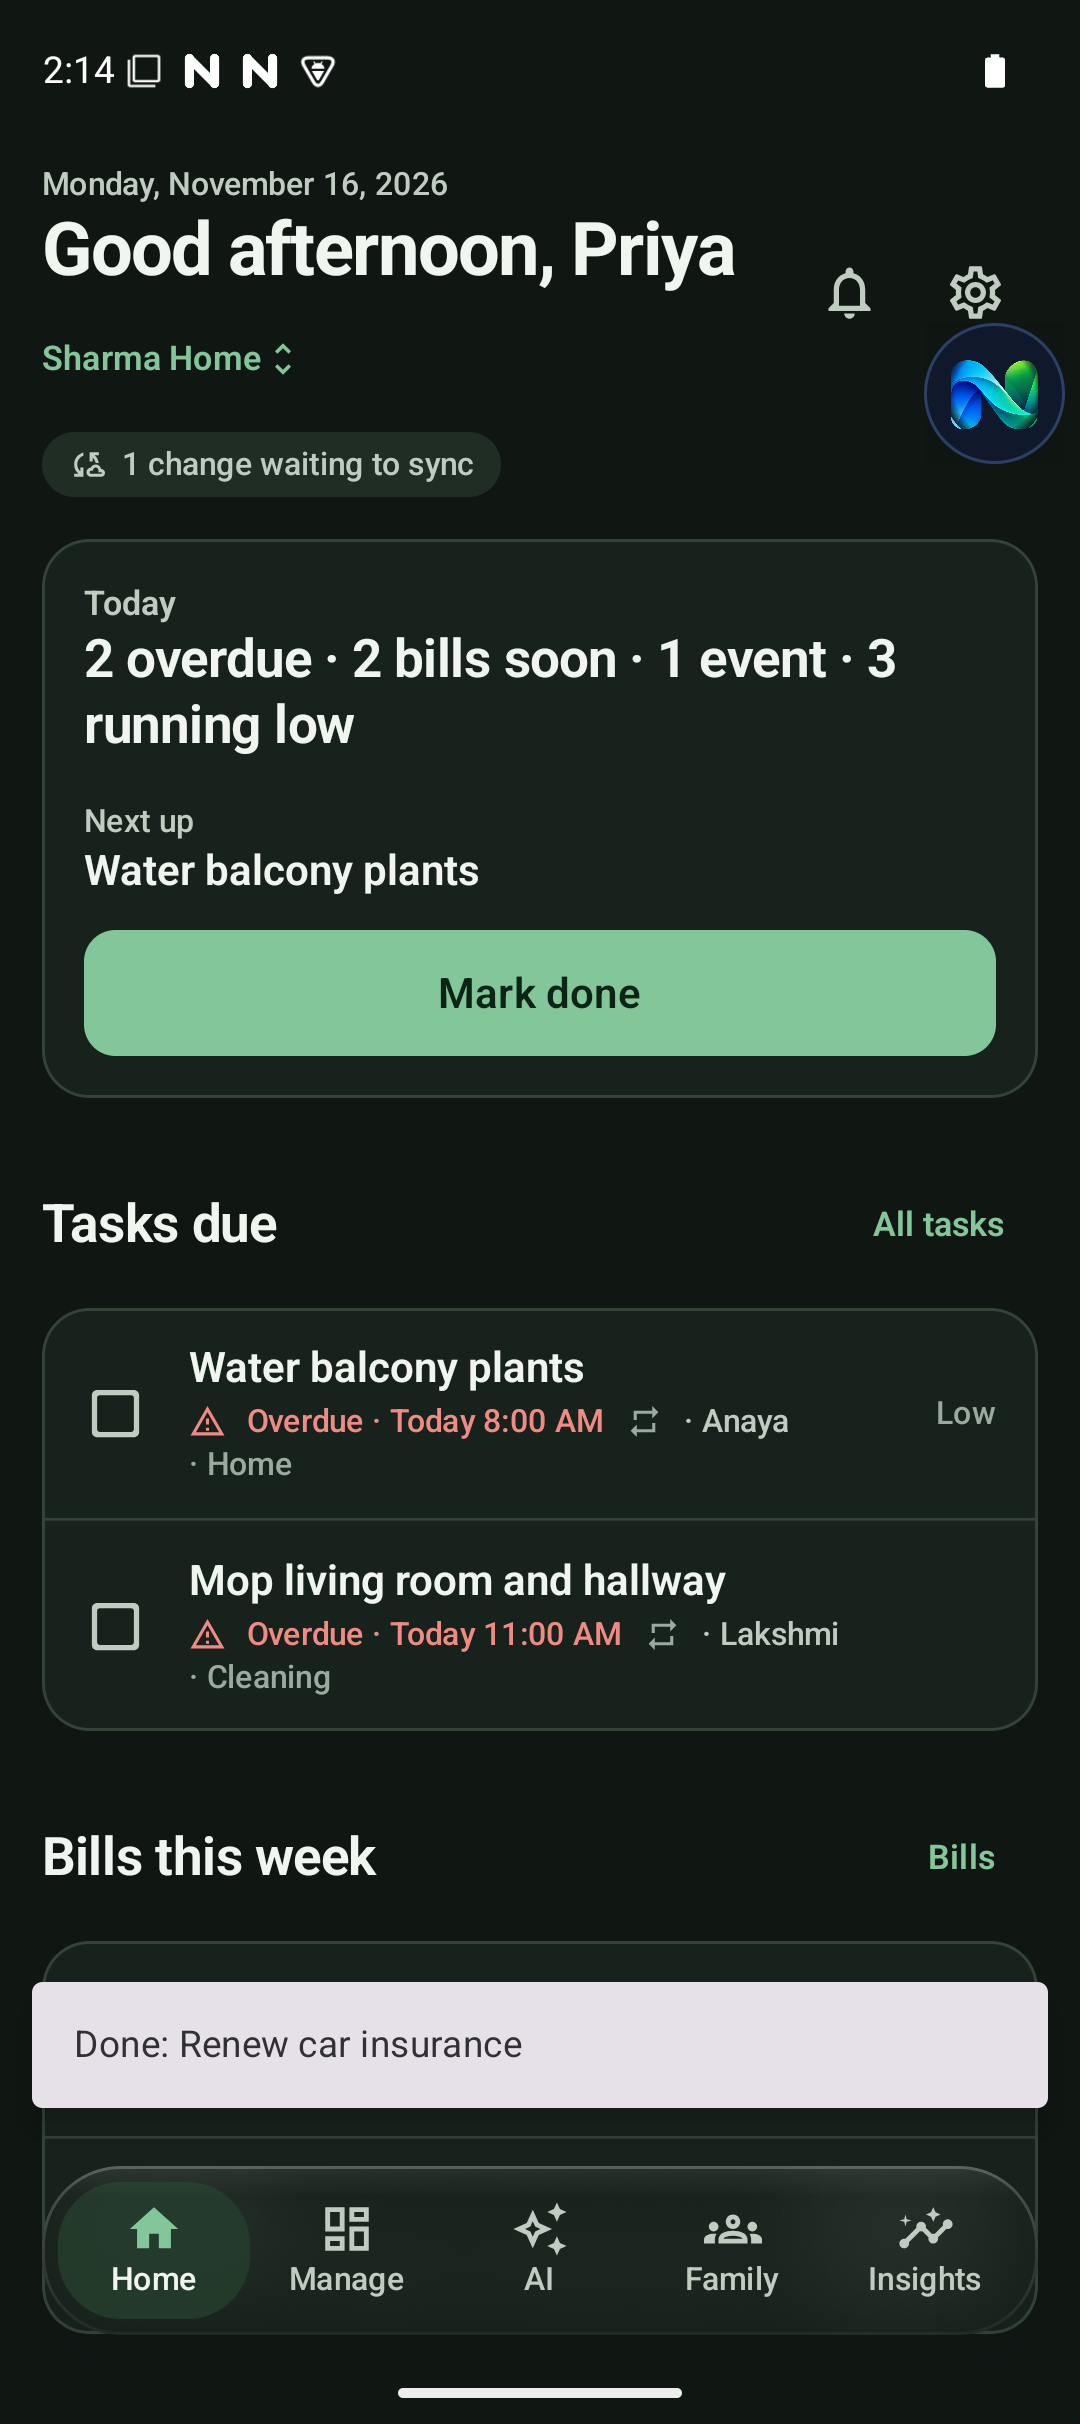 2:14
Monday, November 16, 2026
Good afternoon, Priya
Sharma Home
1 change waiting to sync
Today
2 overdue · 2 bills soon · 1 event · 3
running low
Next up
Water balcony plants
Mark done
Tasks due
All tasks
Water balcony plants
Overdue · Today 8:00 AM · Anaya
· Home
Low
Mop living room and hallway
Overdue · Today 11:00 AM · Lakshmi
· Cleaning
Bills this week
Bills
Done: Renew car insurance
Home
Manage
AI
Family
Insights